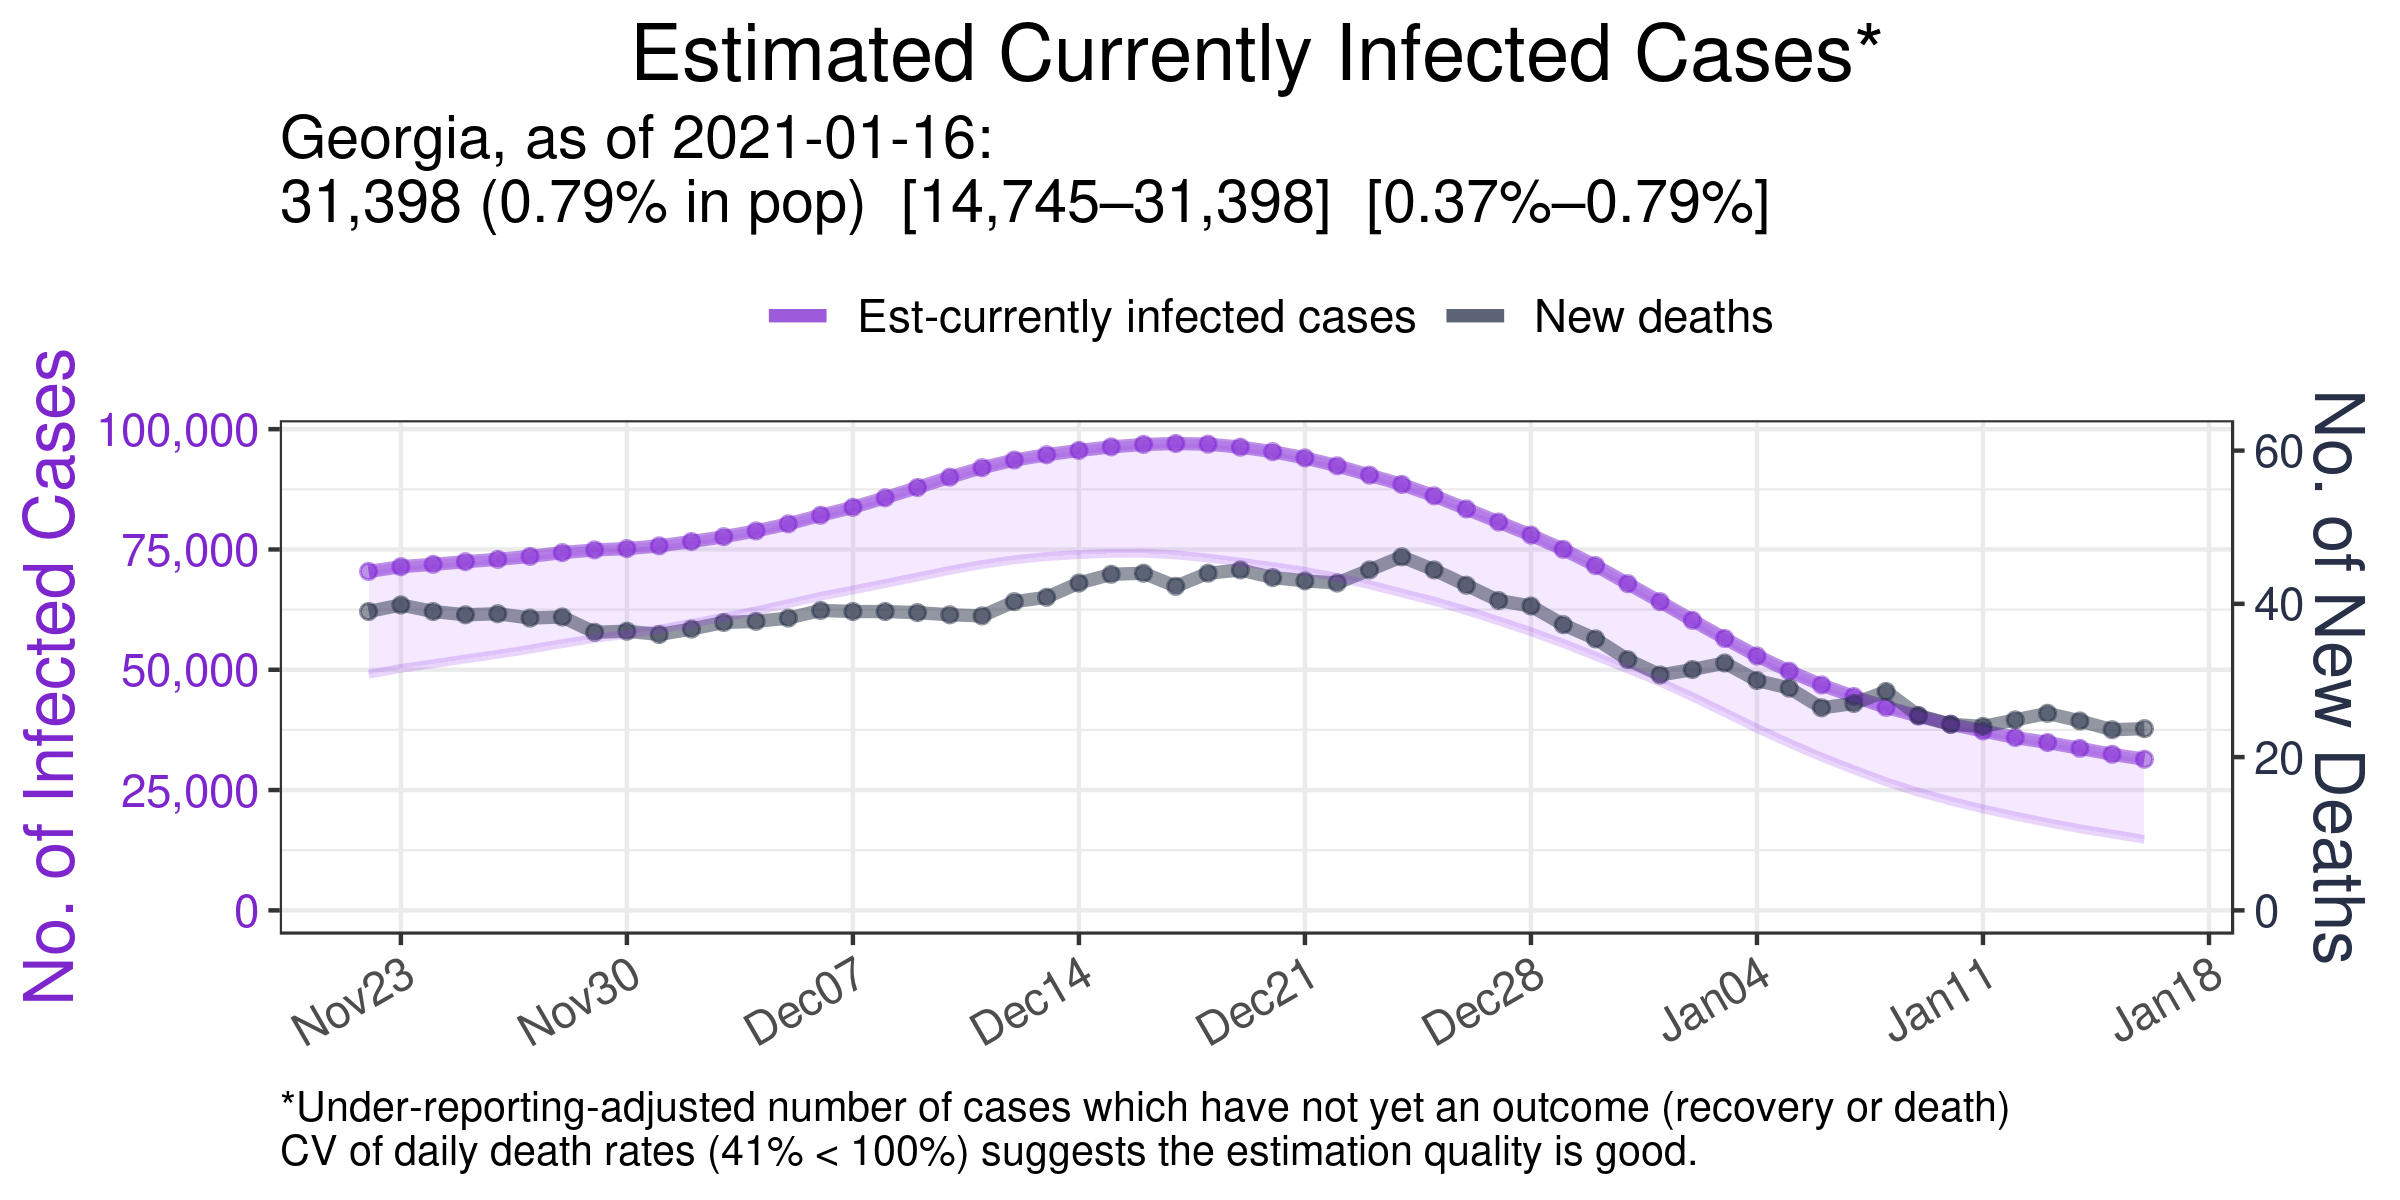 Estimated Currently Infected Cases*
Georgia, as of 2021-01-16:
31,398 (0.79% in pop)  [14,745–31,398]  [0.37%–0.79%]
Est-currently infected cases
New deaths
No. of Infected Cases
100,000
75,000
50,000
25,000
0
60
40
20
0
No. of New Deaths
Nov23
Nov30
Dec07
Dec14
Dec21
Dec28
Jan04
Jan11
Jan18
*Under-reporting-adjusted number of cases which have not yet an outcome (recovery or death)
CV of daily death rates (41% < 100%) suggests the estimation quality is good.